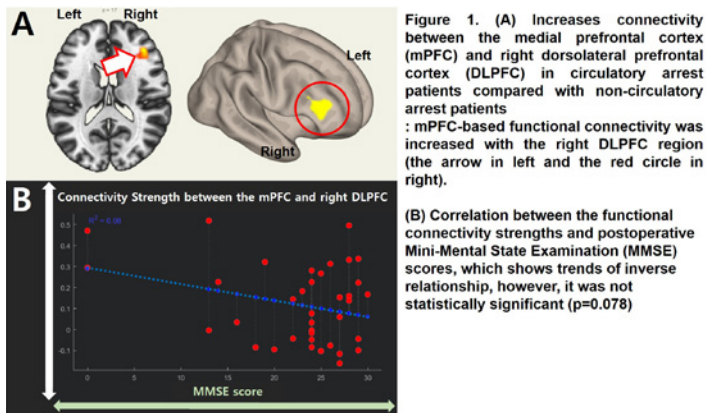 A
Left
Right
z = 17
Left
Right
Figure 1. (A) Increases connectivity
between the medial prefrontal cortex
(mPFC) and right dorsolateral prefrontal
cortex (DLPFC) in circulatory arrest
patients compared with non-circulatory
arrest patients
: mPFC-based functional connectivity was
increased with the right DLPFC region
(the arrow in left and the red circle in
right).
B
Connectivity Strength between the mPFC and right DLPFC
R² = 0.08
0.5
0.4
0.3
0.2
0.1
0
-0.1
0
5
10
15
20
25
30
MMSE score
(B) Correlation between the functional
connectivity strengths and postoperative
Mini-Mental State Examination (MMSE)
scores, which shows trends of inverse
relationship, however, it was not
statistically significant (p=0.078)